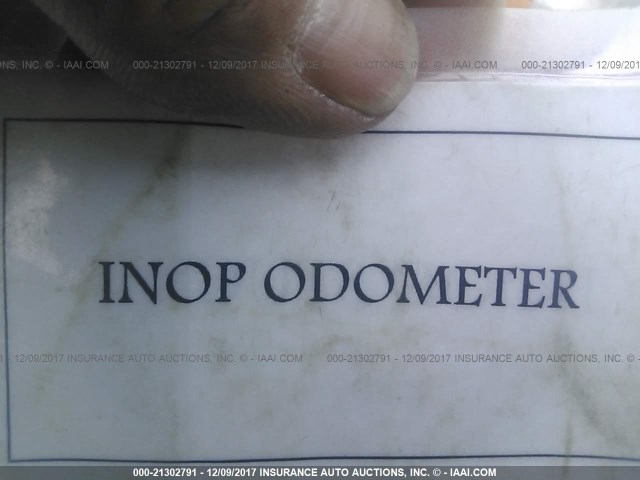 NS, INC. © - IAAI.COM 000-21302791 - 12/09/2017 INSURANCE AUTO AUCTIONS, INC. © - IAAI.COM 000-21302791 - 12/09/201
INOP ODOMETER
- 12/09/2017 INSURANCE AUTO AUCTIONS, INC. © - IAAI.COM 000-21302791 - 12/09/2017 INSURANCE AUTO AUCTIONS, INC. © -
000-21302791 - 12/09/2017 INSURANCE AUTO AUCTIONS, INC. © - IAAI.COM